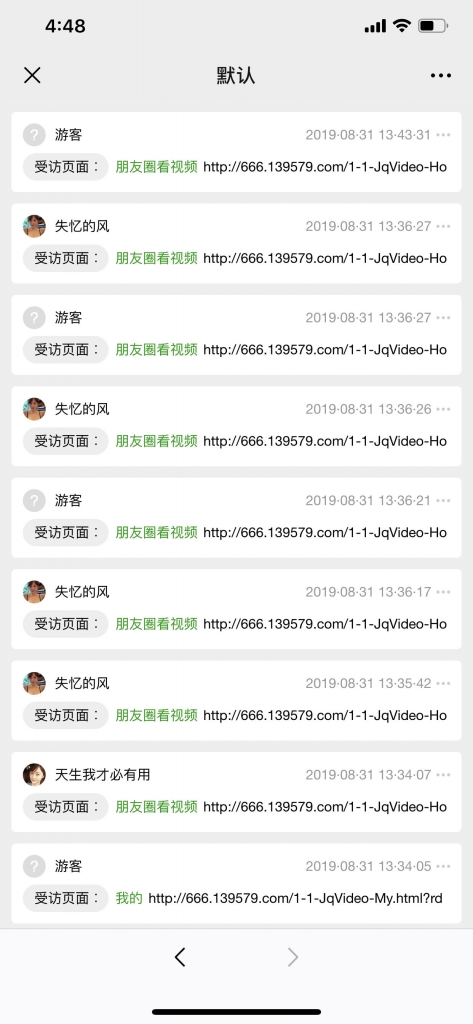 4:48
默认
游客 2019-08-31 13:43:31
受访页面： 朋友圈看视频 http://666.139579.com/1-1-JqVideo-Ho
失忆的风 2019-08-31 13:36:27
受访页面： 朋友圈看视频 http://666.139579.com/1-1-JqVideo-Ho
游客 2019-08-31 13:36:27
受访页面： 朋友圈看视频 http://666.139579.com/1-1-JqVideo-Ho
失忆的风 2019-08-31 13:36:26
受访页面： 朋友圈看视频 http://666.139579.com/1-1-JqVideo-Ho
游客 2019-08-31 13:36:21
受访页面： 朋友圈看视频 http://666.139579.com/1-1-JqVideo-Ho
失忆的风 2019-08-31 13:36:17
受访页面： 朋友圈看视频 http://666.139579.com/1-1-JqVideo-Ho
失忆的风 2019-08-31 13:35:42
受访页面： 朋友圈看视频 http://666.139579.com/1-1-JqVideo-Ho
天生我才必有用 2019-08-31 13:34:07
受访页面： 朋友圈看视频 http://666.139579.com/1-1-JqVideo-Ho
游客 2019-08-31 13:34:05
受访页面： 我的 http://666.139579.com/1-1-JqVideo-My.html?rd